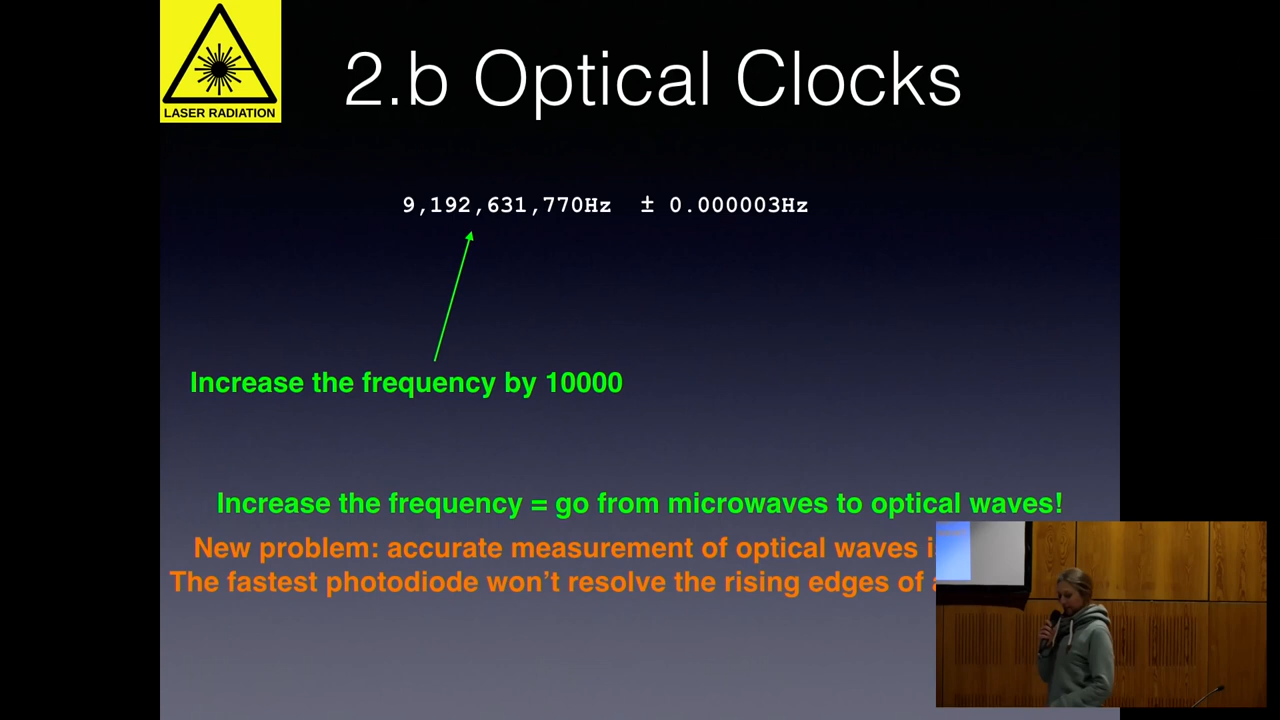 LASER RADIATION
2.b Optical Clocks
9,192,631,770Hz ± 0.000003Hz
Increase the frequency by 10000
Increase the frequency = go from microwaves to optical waves!
New problem: accurate measurement of optical waves
The fastest photodiode won’t resolve the rising edges of